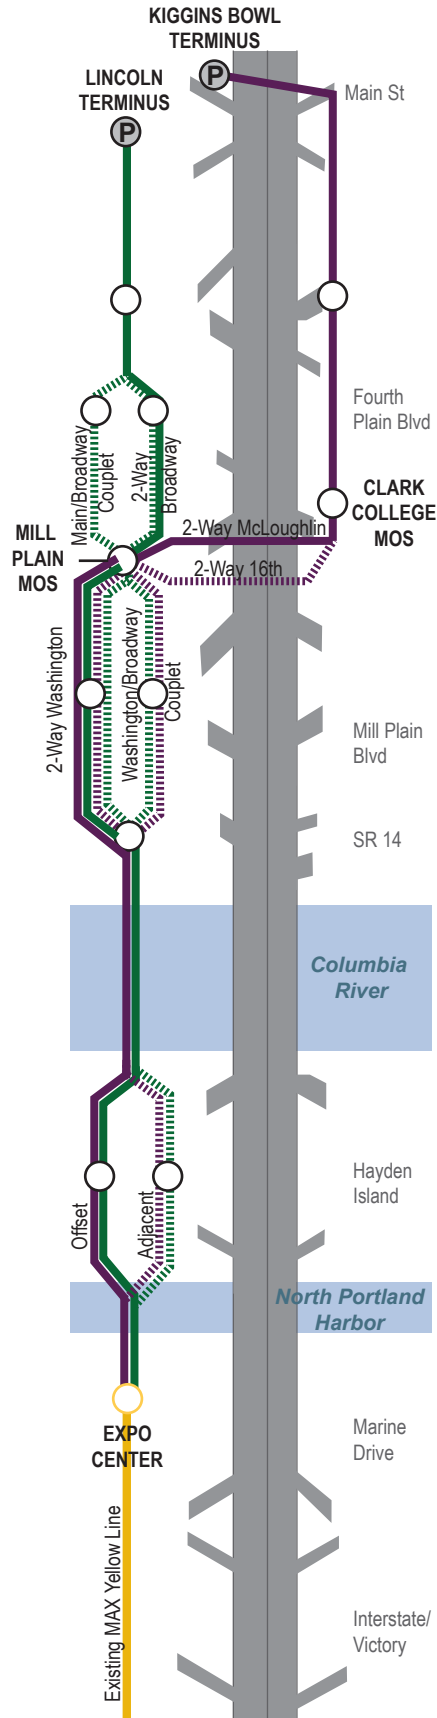 KIGGINS BOWL
TERMINUS
LINCOLN
TERMINUS
P
P
Main St
Fourth
Plain Blvd
Main/Broadway
Couplet
2-Way
Broadway
CLARK
COLLEGE
MOS
2-Way McLoughlin
MILL
PLAIN
MOS
2-Way 16th
2-Way Washington
Washington/Broadway
Couplet
Mill Plain
Blvd
SR 14
Columbia
River
Hayden
Island
Offset
Adjacent
North Portland
Harbor
EXPO
CENTER
Marine
Drive
Existing MAX Yellow Line
Interstate/
Victory